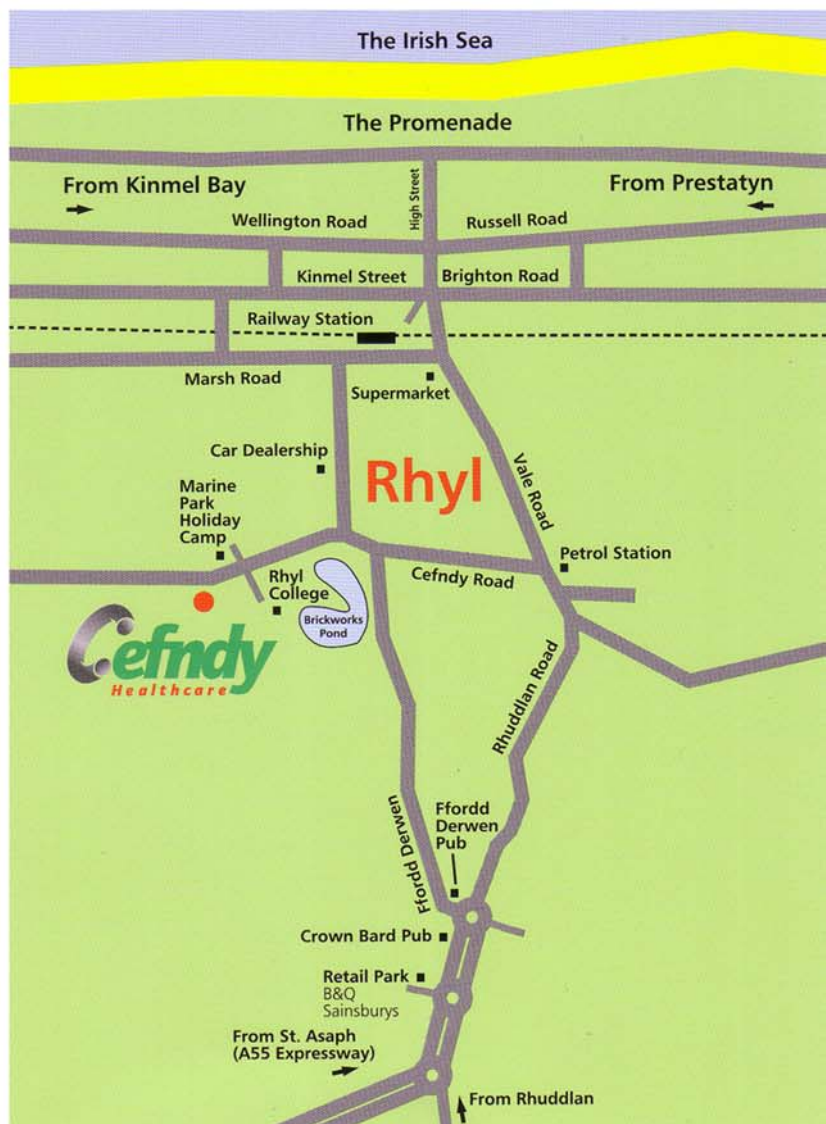 The Irish Sea
The Promenade
From Kinmel Bay
High Street
From Prestatyn
Wellington Road
Russell Road
Kinmel Street
Brighton Road
Railway Station
Marsh Road
Supermarket
Car Dealership
Rhyl
Vale Road
Marine
Park
Holiday
Camp
Petrol Station
Cefndy Road
Rhyl
College
Brickworks
Pond
Cefndy
Healthcare
Rhuddlan Road
Ffordd Derwen
Ffordd
Derwen
Pub
Crown Bard Pub
Retail Park
B&Q
Sainsburys
From St. Asaph
(A55 Expressway)
From Rhuddlan